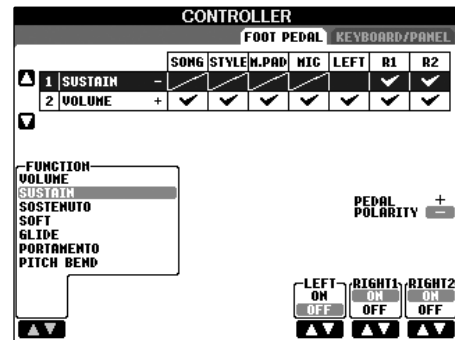 CONTROLLER
FOOT PEDAL KEYBOARD/PANEL
SONG STYLE M.PAD MIC LEFT R1 R2
1 SUSTAIN -
2 VOLUME +
FUNCTION
VOLUME
SUSTAIN
SOSTENUTO
SOFT
GLIDE
PORTAMENTO
PITCH BEND
PEDAL POLARITY + -
LEFT RIGHT1 RIGHT2
ON ON ON
OFF OFF OFF